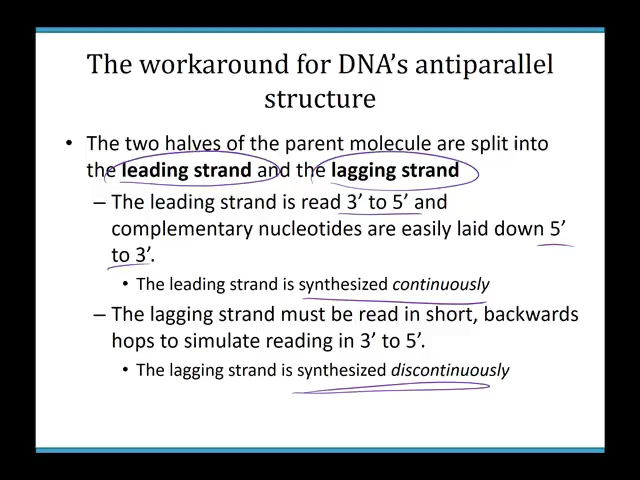 The workaround for DNA's antiparallel
structure
• The two halves of the parent molecule are split into
the leading strand and the lagging strand
– The leading strand is read 3' to 5' and
complementary nucleotides are easily laid down 5'
to 3'.
• The leading strand is synthesized continuously
– The lagging strand must be read in short, backwards
hops to simulate reading in 3' to 5'.
• The lagging strand is synthesized discontinuously